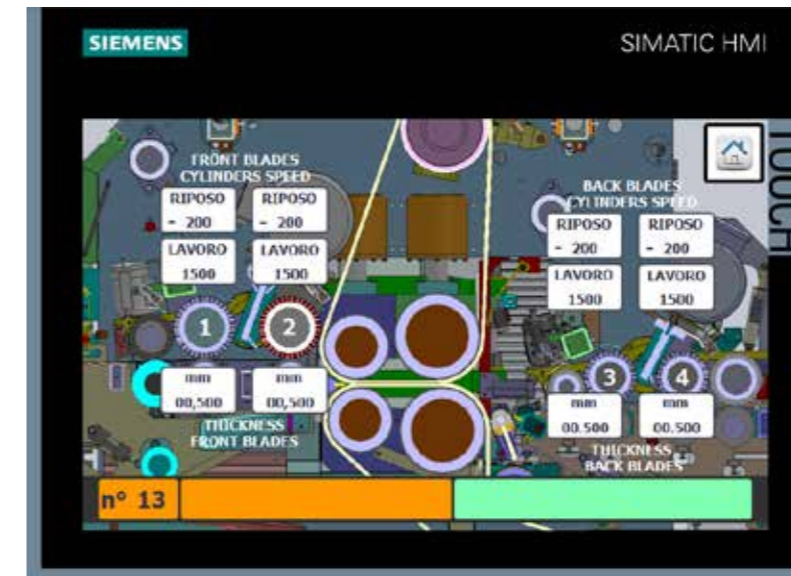 SIEMENS
SIMATIC HMI
TOUCH
FRONT BLADES
CYLINDERS SPEED
RIPOSO
- 200
RIPOSO
- 200
LAVORO
1500
LAVORO
1500
1
2
mm
00,500
mm
00,500
THICKNESS
FRONT BLADES
BACK BLADES
CYLINDERS SPEED
RIPOSO
- 200
RIPOSO
- 200
LAVORO
1500
LAVORO
1500
3
4
mm
00.500
mm
00.500
THICKNESS
BACK BLADES
n° 13